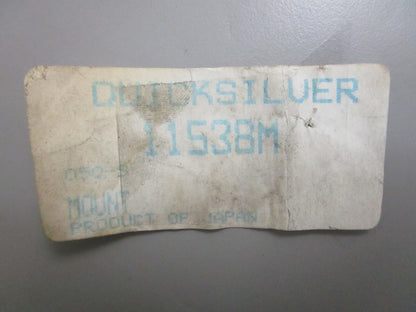 QUICKSILVER
11538M
MOUNT
PRODUCT OF JAPAN